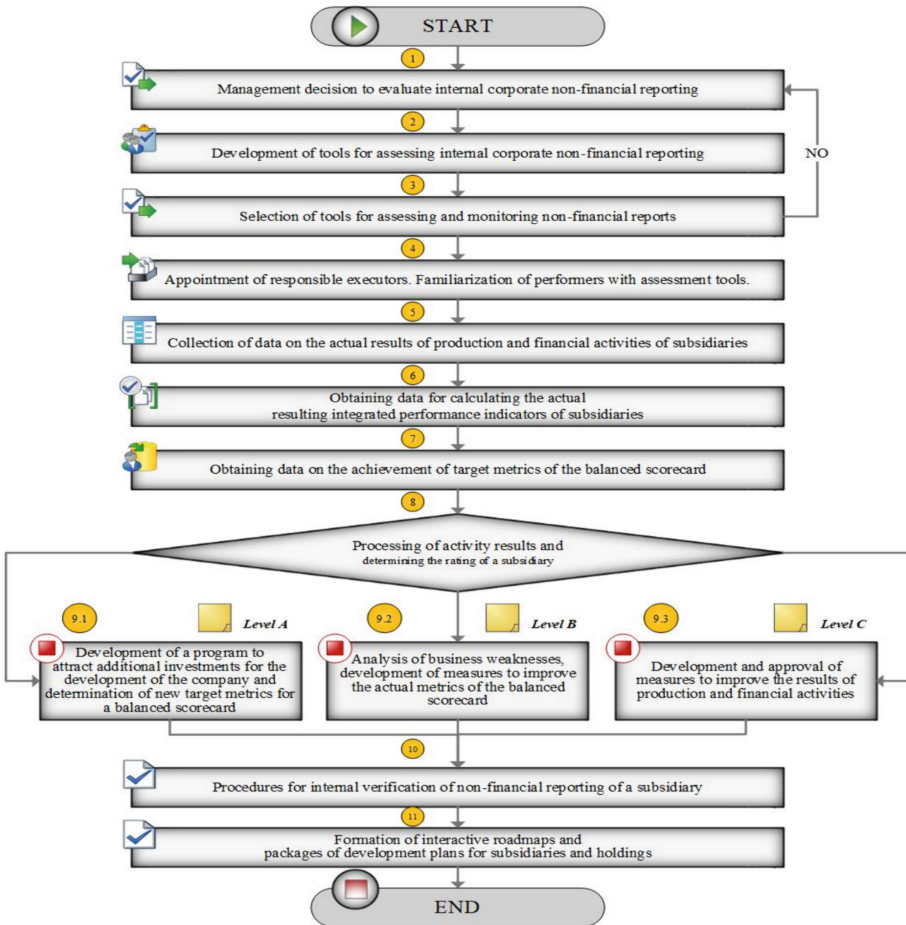 START
1
Management decision to evaluate internal corporate non-financial reporting
2
Development of tools for assessing internal corporate non-financial reporting
NO
3
Selection of tools for assessing and monitoring non-financial reports
4
Appointment of responsible executors. Familiarization of performers with assessment tools.
5
Collection of data on the actual results of production and financial activities of subsidiaries
6
Obtaining data for calculating the actual
resulting integrated performance indicators of subsidiaries
7
Obtaining data on the achievement of target metrics of the balanced scorecard
8
Processing of activity results and
determining the rating of a subsidiary
9.1
Level A
Development of a program to
attract additional investments for the
development of the company and
determination of new target metrics for
a balanced scorecard
9.2
Level B
Analysis of business weaknesses,
development of measures to improve
the actual metrics of the balanced
scorecard
9.3
Level C
Development and approval of
measures to improve the results of
production and financial activities
10
Procedures for internal verification of non-financial reporting of a subsidiary
11
Formation of interactive roadmaps and
packages of development plans for subsidiaries and holdings
END